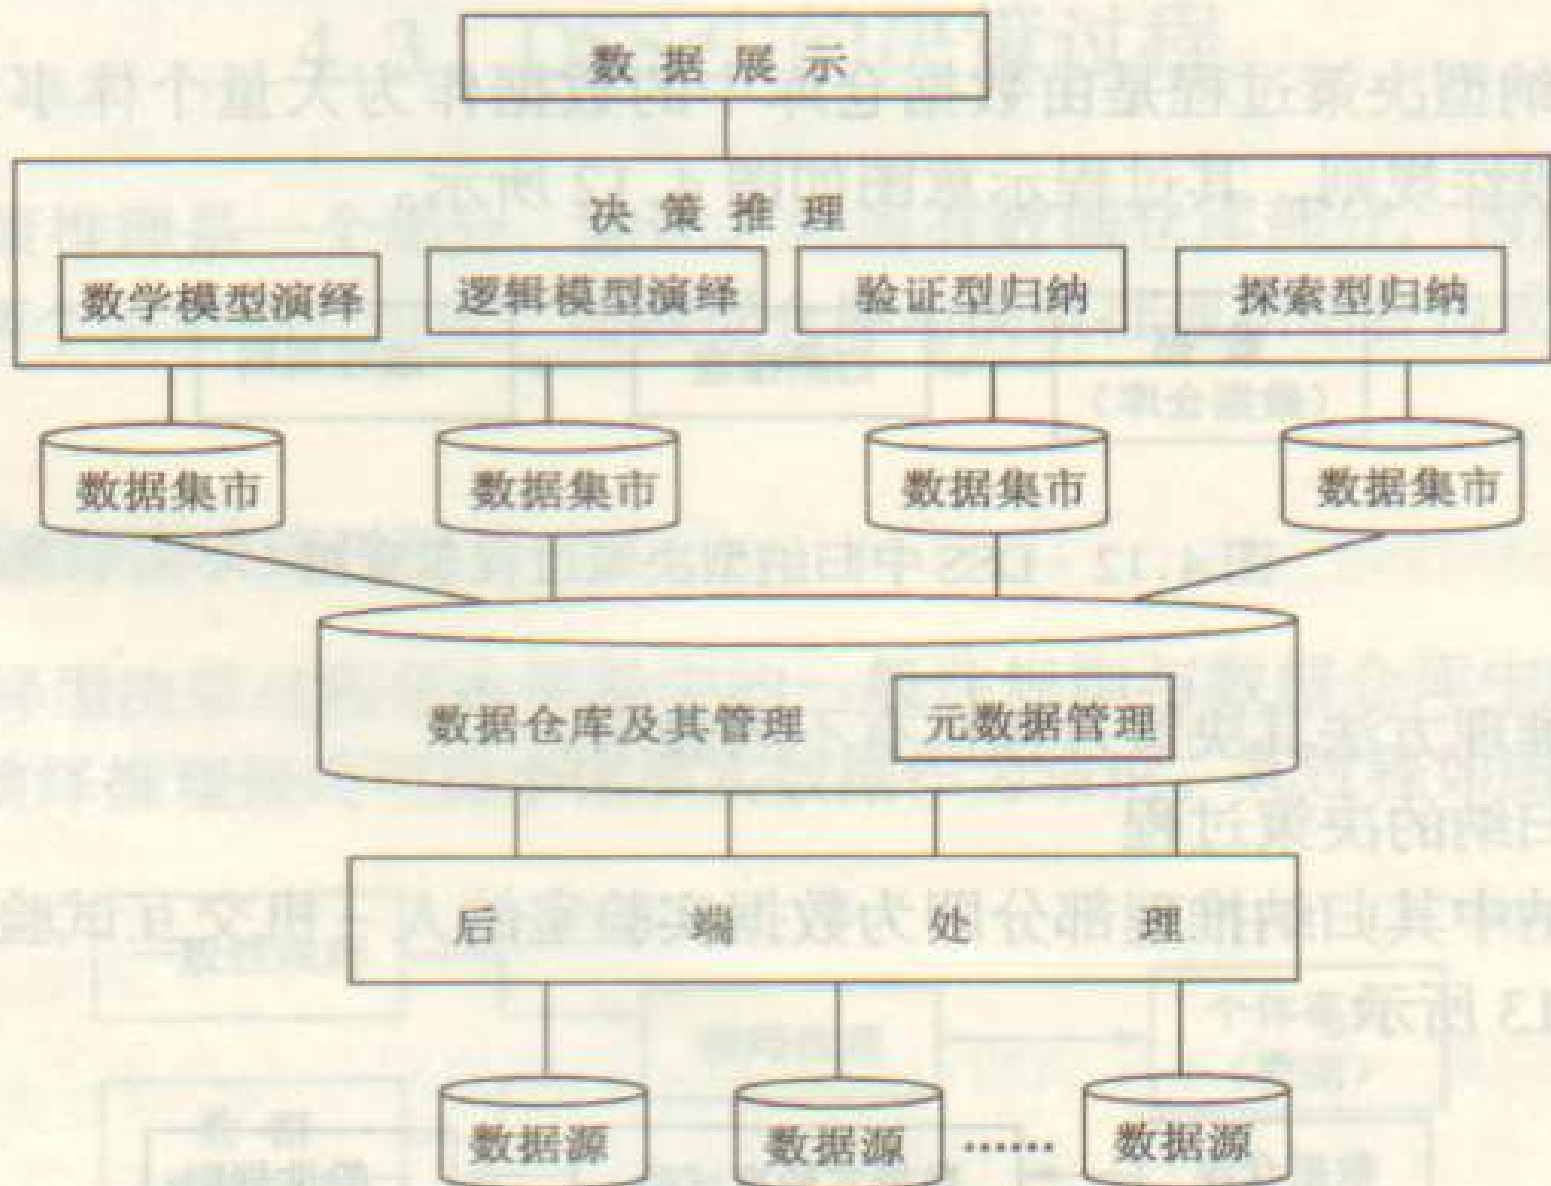 数据展示
决策推理
数学模型演绎 逻辑模型演绎 验证型归纳 探索型归纳
数据集市 数据集市 数据集市 数据集市
数据仓库及其管理 元数据管理
后端处理
数据源 数据源 …… 数据源